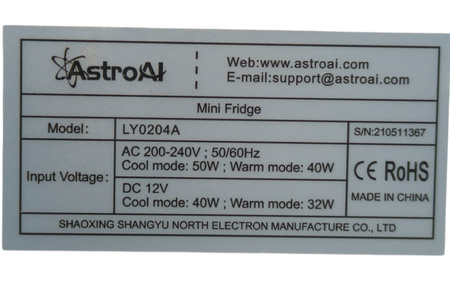 AstroAI
Web:www.astroai.com
E-mail:support@astroai.com
Mini Fridge
Model: LY0204A S/N:210511367
Input Voltage:
AC 200-240V ; 50/60Hz
Cool mode: 50W ; Warm mode: 40W
DC 12V
Cool mode: 40W ; Warm mode: 32W
CE RoHS
MADE IN CHINA
SHAOXING SHANGYU NORTH ELECTRON MANUFACTURE CO., LTD